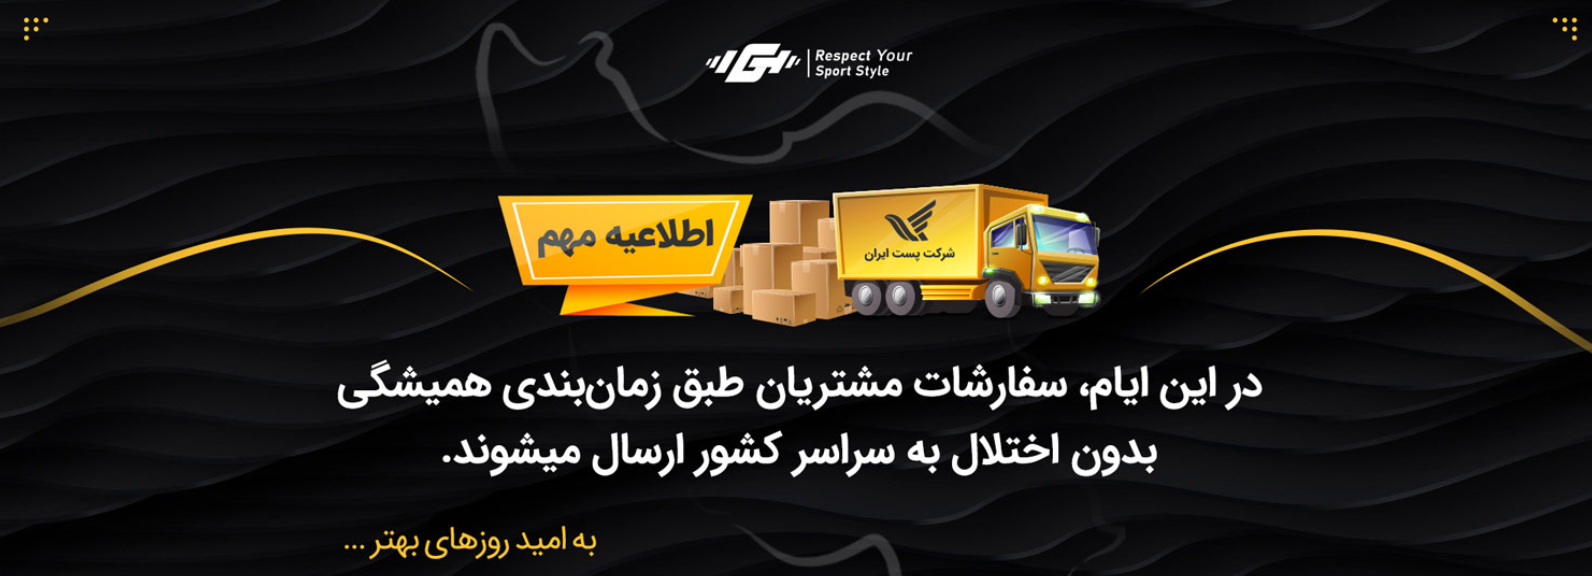 Respect Your
Sport Style
اطلاعیه مهم
شرکت پست ایران
در این ایام، سفارشات مشتریان طبق زمان‌بندی همیشگی
بدون اختلال به سراسر کشور ارسال میشوند.
به امید روزهای بهتر ...